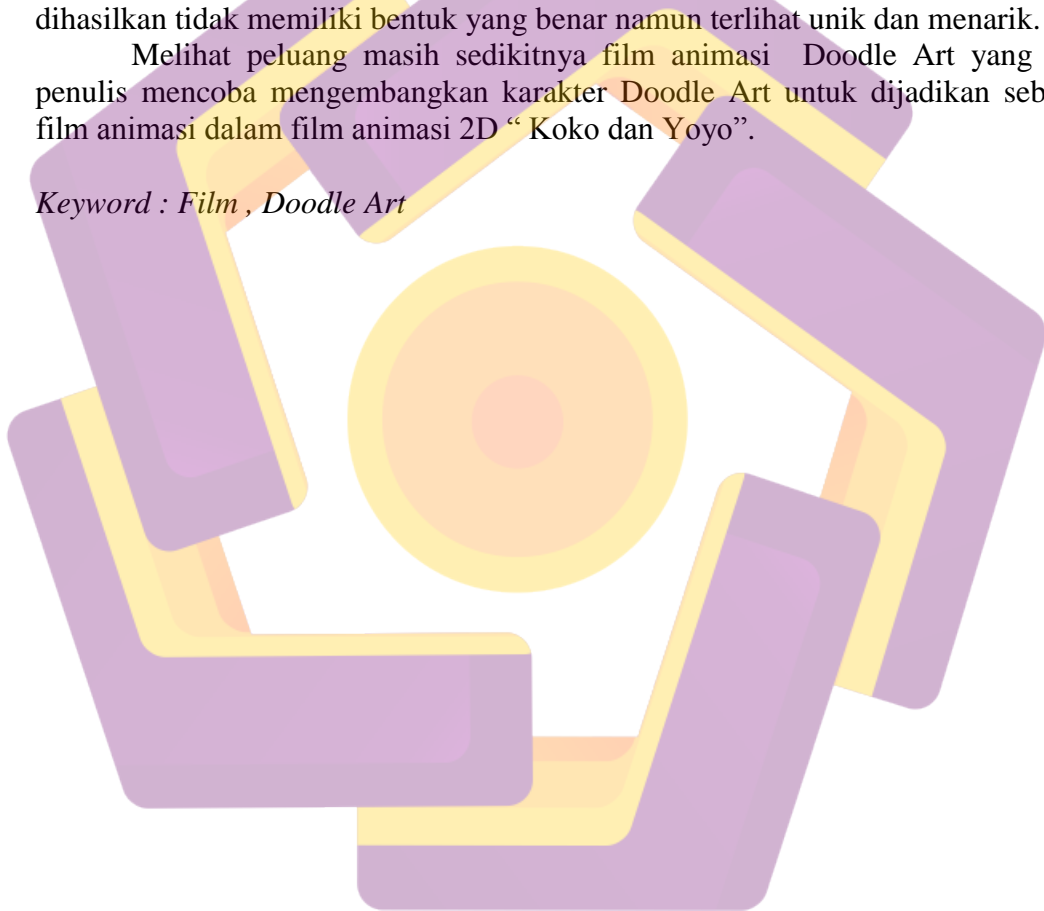 dihasilkan tidak memiliki bentuk yang benar namun terlihat unik dan menarik.
Melihat peluang masih sedikitnya film animasi Doodle Art yang
penulis mencoba mengembangkan karakter Doodle Art untuk dijadikan seb
film animasi dalam film animasi 2D “ Koko dan Yoyo”.
Keyword : Film , Doodle Art